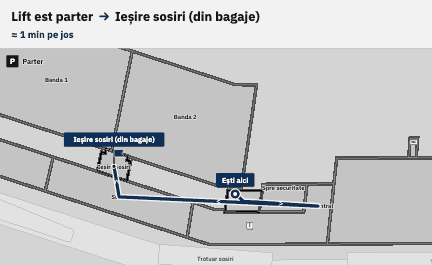 Lift est parter → Ieșire sosiri (din bagaje)
≈ 1 min pe jos
P Parter
Banda 1
Banda 2
Ieșire sosiri (din bagaje)
Ești aici
Spre securitate
Trotuar sosiri